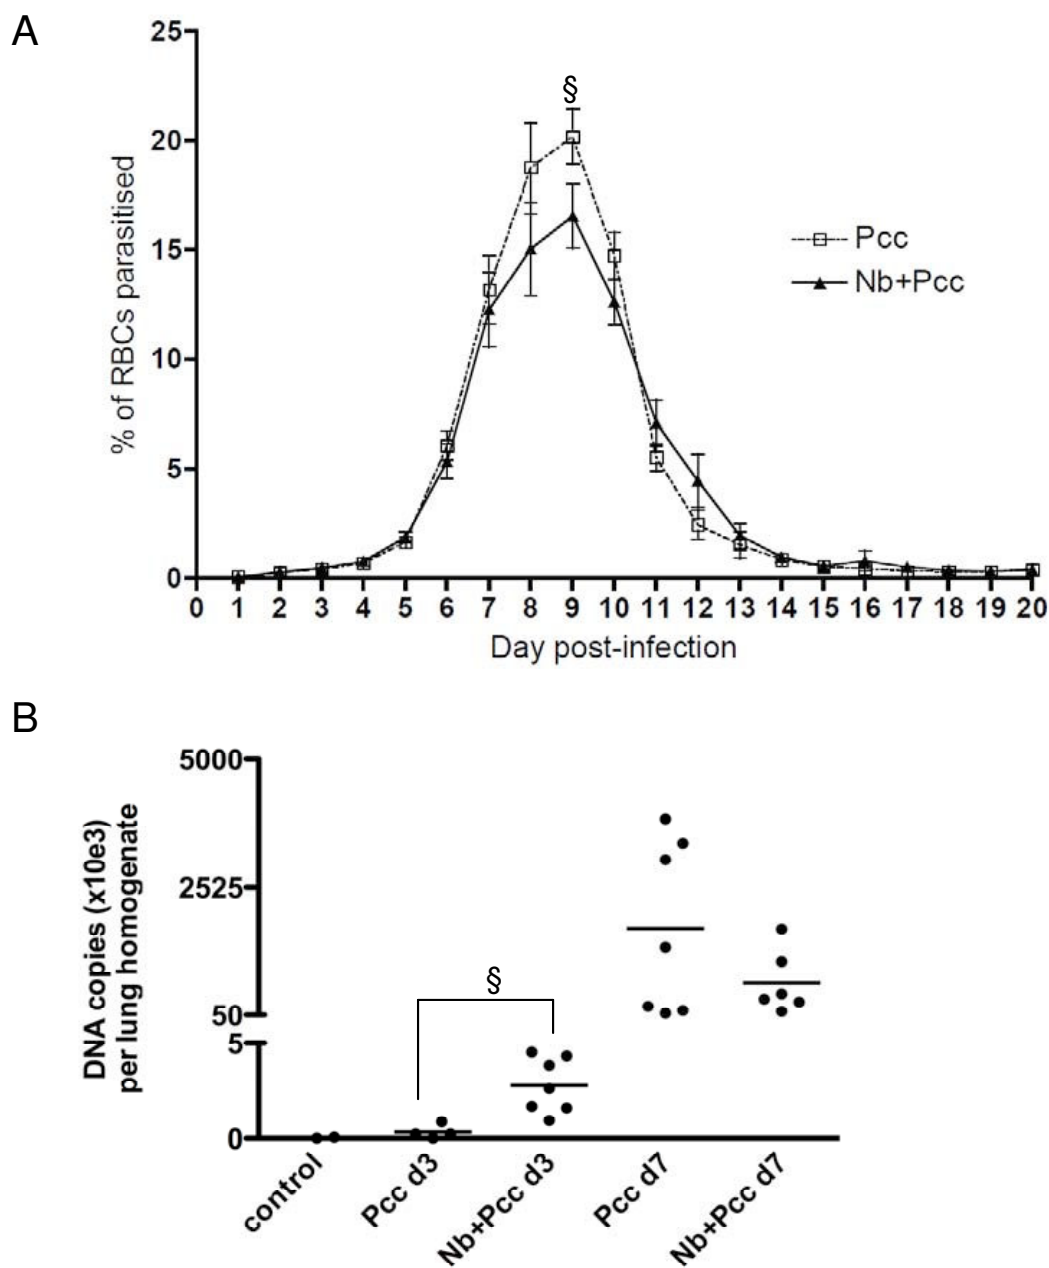 A
25
20
15
10
5
0
% of RBCs parasitised
§
Pcc
Nb+Pcc
0 1 2 3 4 5 6 7 8 9 10 11 12 13 14 15 16 17 18 19 20
Day post-infection
B
DNA copies (x10e3)
per lung homogenate
5000
2525
50
5
0
§
control
Pcc d3
Nb+Pcc d3
Pcc d7
Nb+Pcc d7